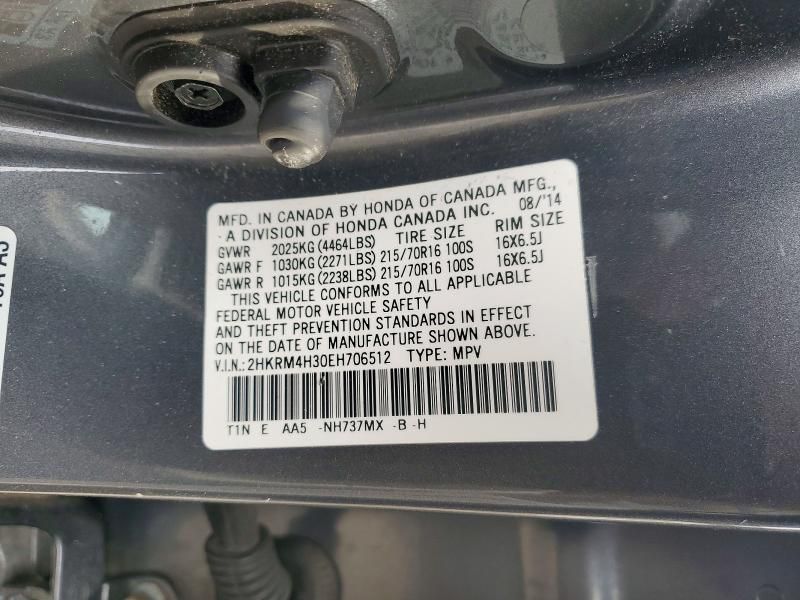 MFD. IN CANADA BY HONDA OF CANADA MFG.,
- A DIVISION OF HONDA CANADA INC. 08/'14
GVWR 2025KG (4464LBS) TIRE SIZE RIM SIZE
GAWR F 1030KG (2271LBS) 215/70R16 100S 16X6.5J
GAWR R 1015KG (2238LBS) 215/70R16 100S 16X6.5J
THIS VEHICLE CONFORMS TO ALL APPLICABLE
FEDERAL MOTOR VEHICLE SAFETY
AND THEFT PREVENTION STANDARDS IN EFFECT
ON THE DATE OF MANUFACTURE SHOWN ABOVE.
V.I.N.: 2HKRM4H30EH706512 TYPE: MPV
T1N E AA5 -NH737MX -B -H